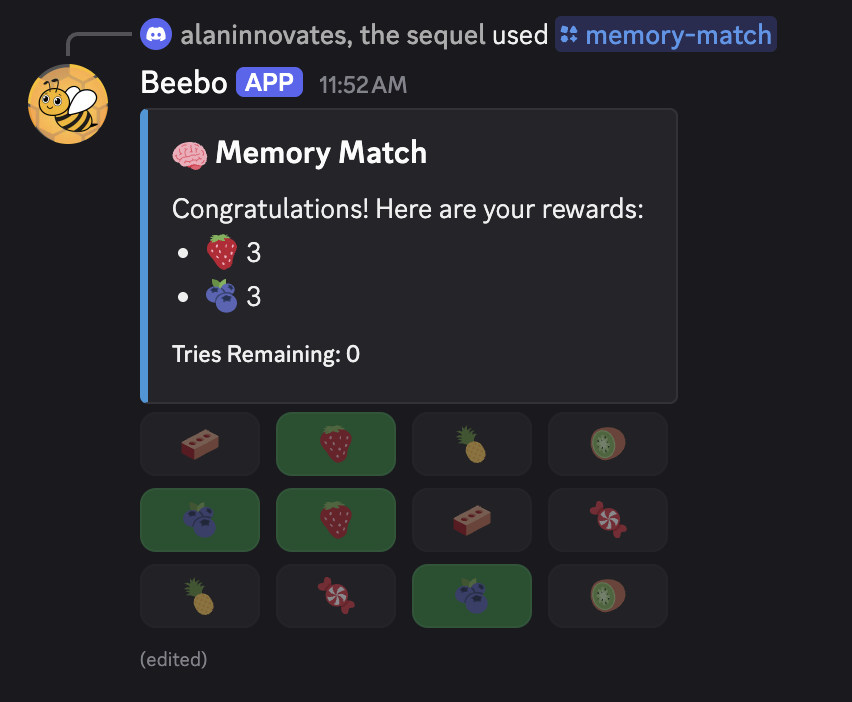 alaninnovates, the sequel used memory-match
Beebo APP 11:52 AM
Memory Match
Congratulations! Here are your rewards:
• 3
• 3
Tries Remaining: 0
(edited)